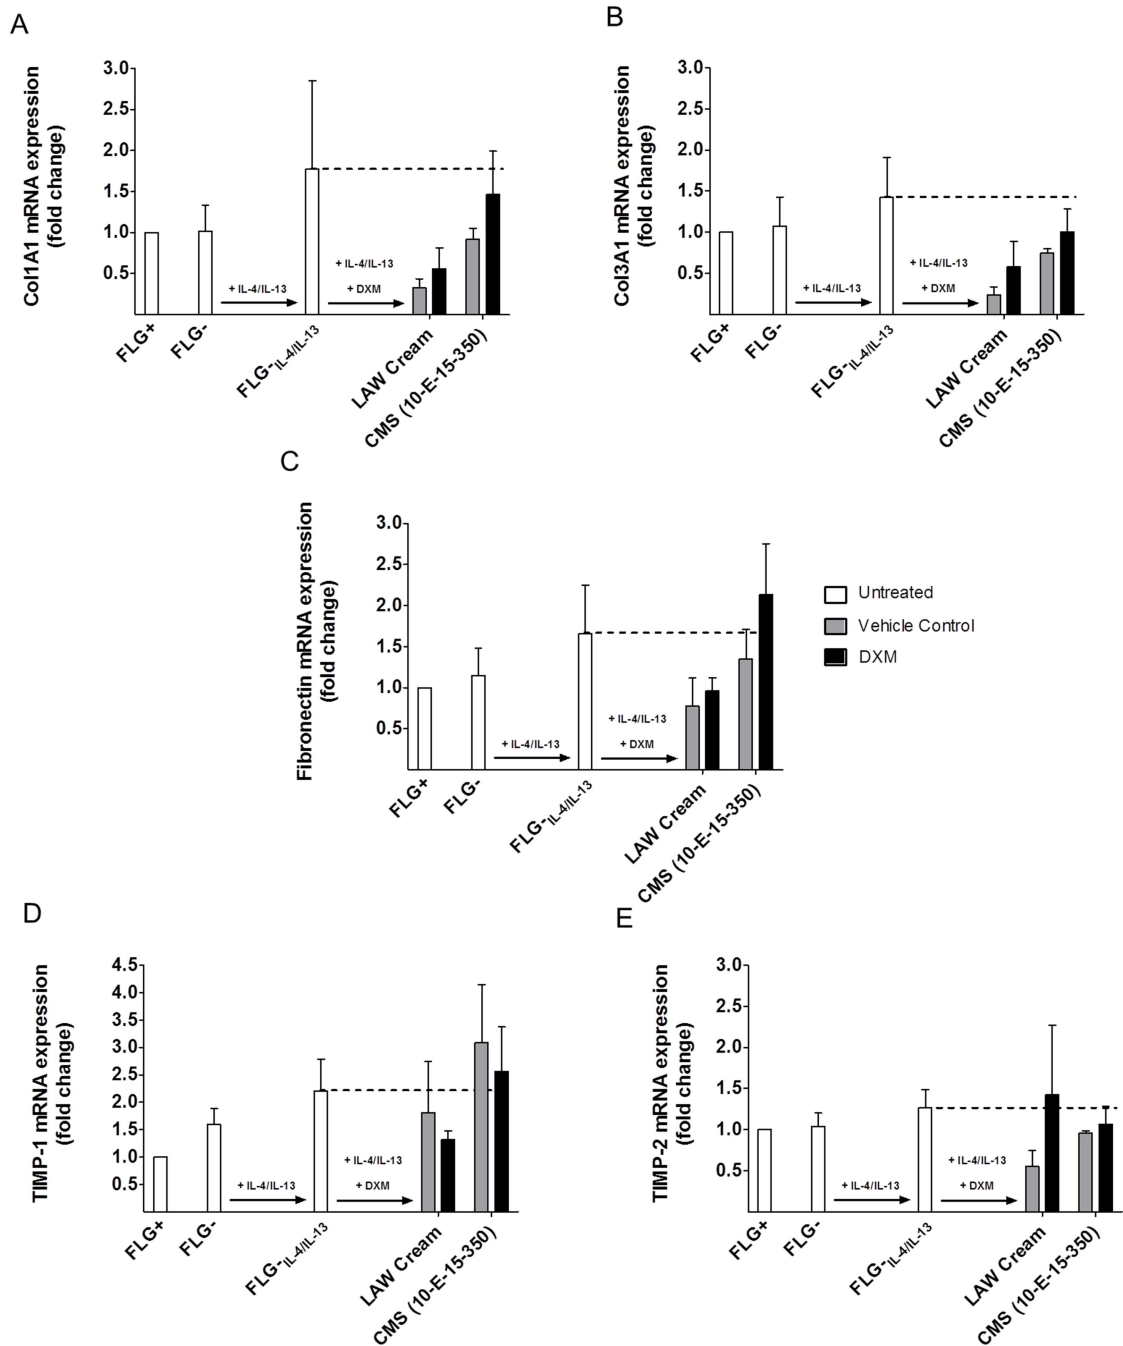 A
Col1A1 mRNA expression
(fold change)
3.0
2.5
2.0
1.5
1.0
0.5
+ IL-4/IL-13
+ IL-4/IL-13
+ DXM
FLG+
FLG-
FLG-IL-4/IL-13
LAW Cream
CMS (10-E-15-350)
B
Col3A1 mRNA expression
(fold change)
3.0
2.5
2.0
1.5
1.0
0.5
+ IL-4/IL-13
+ IL-4/IL-13
+ DXM
FLG+
FLG-
FLG-IL-4/IL-13
LAW Cream
CMS (10-E-15-350)
C
Fibronectin mRNA expression
(fold change)
3.0
2.5
2.0
1.5
1.0
0.5
+ IL-4/IL-13
+ IL-4/IL-13
+ DXM
FLG+
FLG-
FLG-IL-4/IL-13
LAW Cream
CMS (10-E-15-350)
Untreated
Vehicle Control
DXM
D
TIMP-1 mRNA expression
(fold change)
4.5
4.0
3.5
3.0
2.5
2.0
1.5
1.0
0.5
+ IL-4/IL-13
+ IL-4/IL-13
+ DXM
FLG+
FLG-
FLG-IL-4/IL-13
LAW Cream
CMS (10-E-15-350)
E
TIMP-2 mRNA expression
(fold change)
3.0
2.5
2.0
1.5
1.0
0.5
+ IL-4/IL-13
+ IL-4/IL-13
+ DXM
FLG+
FLG-
FLG-IL-4/IL-13
LAW Cream
CMS (10-E-15-350)